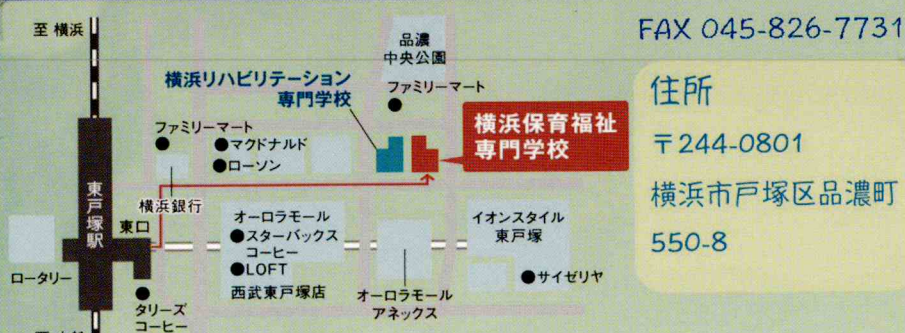 至 横浜
品濃
中央公園
FAX 045-826-7731
横浜リハビリテーション
専門学校
ファミリーマート
住所
〒244-0801
横浜市戸塚区品濃町
550-8
横浜保育福祉
専門学校
ファミリーマート
●マクドナルド
●ローソン
横浜銀行
東戸塚駅
東口
ロータリー
オーロラモール
●スターバックス
コーヒー
●LOFT
西武東戸塚店
イオンスタイル
東戸塚
●サイゼリヤ
オーロラモール
アネックス
タリーズ
コーヒー